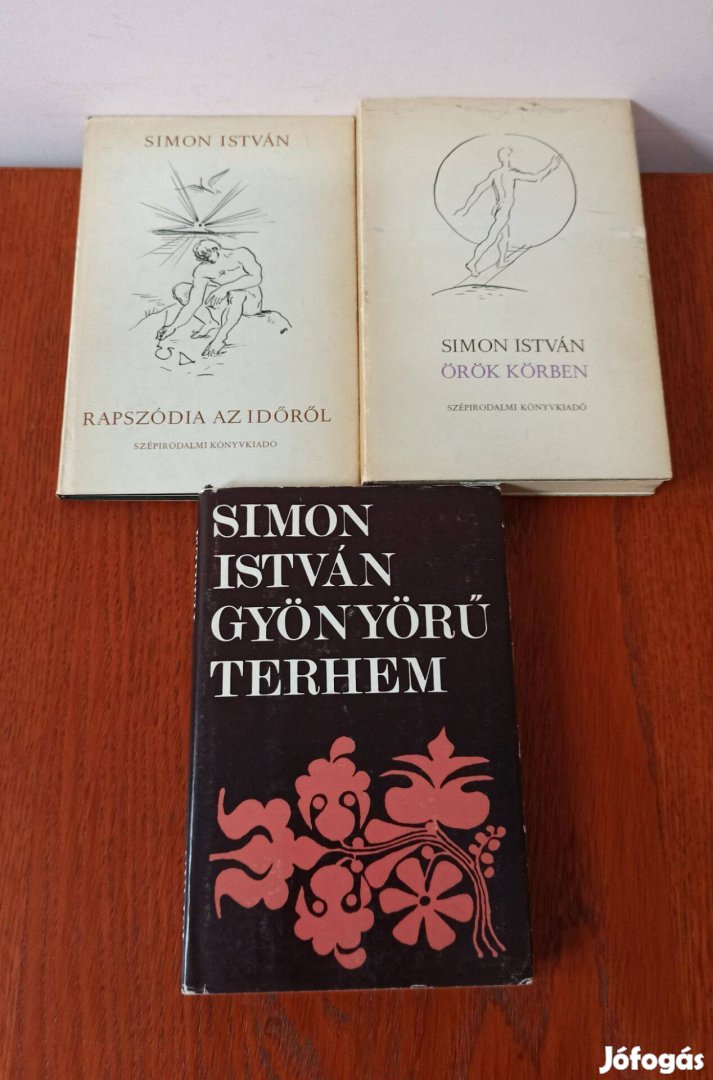 SIMON ISTVÁN
RAPSZÓDIA AZ IDŐRŐL
SZÉPIRODALMI KÖNYVKIADÓ
SIMON ISTVÁN
ÖRÖK KÖRBEN
SZÉPIRODALMI KÖNYVKIADÓ
SIMON
ISTVÁN
GYÖNYÖRŰ
TERHEM
Jófogás